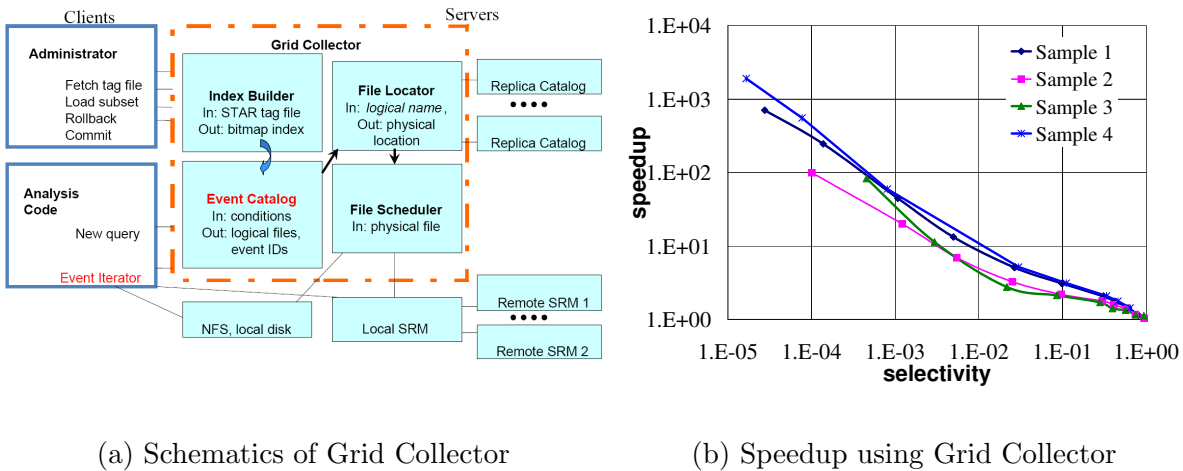 Clients
Servers
Administrator
Fetch tag file
Load subset
Rollback
Commit
Analysis
Code
New query
Event Iterator
Grid Collector
Index Builder
In: STAR tag file
Out: bitmap index
File Locator
In: logical name,
Out: physical
location
Event Catalog
In: conditions
Out: logical files,
event IDs
File Scheduler
In: physical file
Replica Catalog
Replica Catalog
NFS, local disk
Local SRM
Remote SRM 1
Remote SRM 2
(a) Schematics of Grid Collector
speedup
1.E+04
1.E+03
1.E+02
1.E+01
1.E+00
1.E-05 1.E-04 1.E-03 1.E-02 1.E-01 1.E+00
selectivity
Sample 1
Sample 2
Sample 3
Sample 4
(b) Speedup using Grid Collector